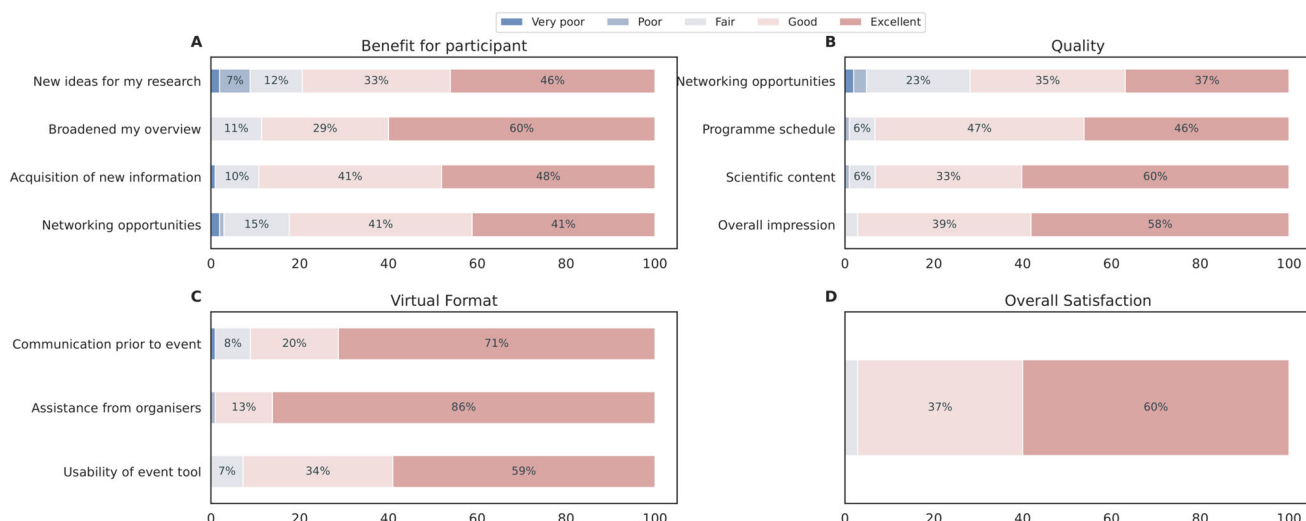 Very poor Poor Fair Good Excellent
A Benefit for participant
New ideas for my research 7% 12% 33% 46%
Broadened my overview 11% 29% 60%
Acquisition of new information 10% 41% 48%
Networking opportunities 15% 41% 41%
0 20 40 60 80 100
B Quality
Networking opportunities 23% 35% 37%
Programme schedule 6% 47% 46%
Scientific content 6% 33% 60%
Overall impression 39% 58%
0 20 40 60 80 100
C Virtual Format
Communication prior to event 8% 20% 71%
Assistance from organisers 13% 86%
Usability of event tool 7% 34% 59%
0 20 40 60 80 100
D Overall Satisfaction
37% 60%
0 20 40 60 80 100